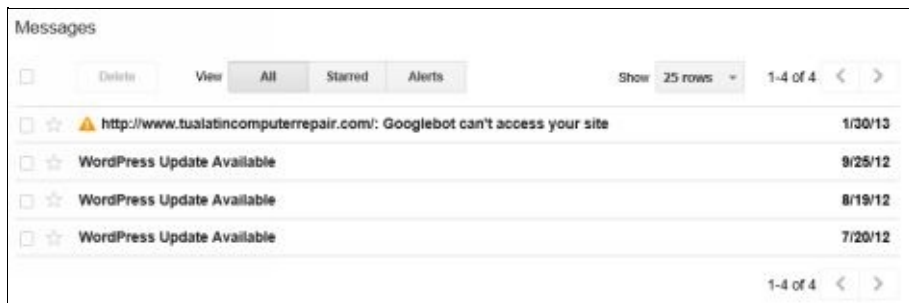 Messages
Delete View All Starred Alerts Show 25 rows 1-4 of 4
http://www.tualatincomputerrepair.com/: Googlebot can't access your site 1/30/13
WordPress Update Available 9/25/12
WordPress Update Available 8/19/12
WordPress Update Available 7/20/12
1-4 of 4